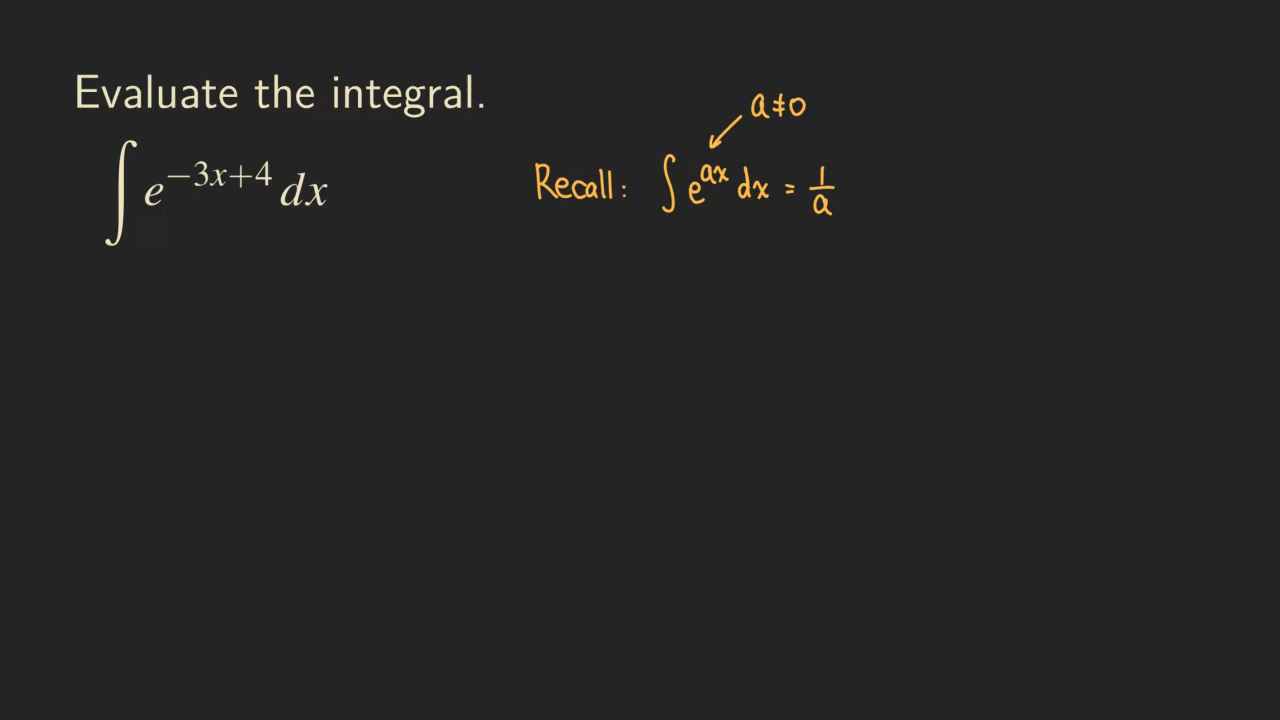 Evaluate the integral.
a≠0
∫ e^{-3x+4} dx
Recall: ∫ e^{ax} dx = 1/a